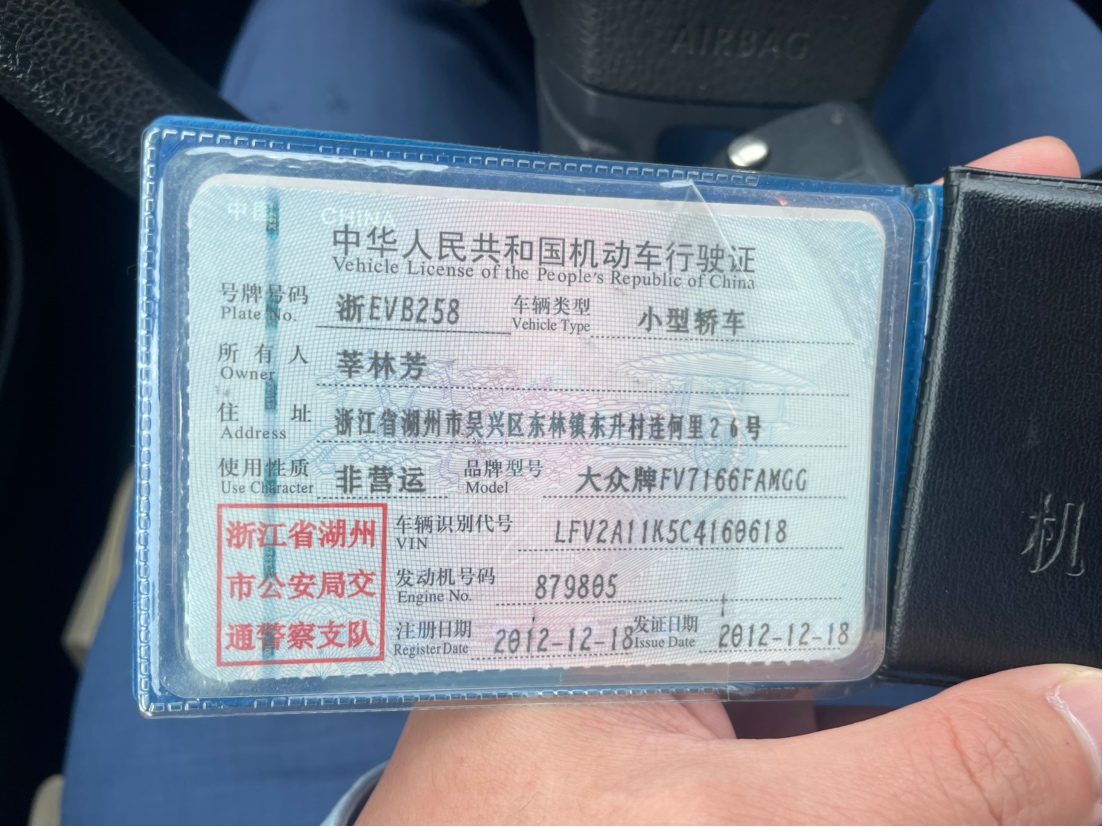 AIRBAG
中国 CHINA
中华人民共和国机动车行驶证
Vehicle License of the People's Republic of China
号牌号码 浙EVB258 车辆类型 小型轿车
Plate No. Vehicle Type
所有人 莘林芳
Owner
住址 浙江省湖州市吴兴区东林镇东升村连何里26号
Address
使用性质 非营运 品牌型号 大众牌FV7166FAMGG
Use Character Model
浙江省湖州
市公安局交
通警察支队
车辆识别代号 LFV2A11K5C4160618
VIN
发动机号码 879805
Engine No.
注册日期 2012-12-18 发证日期 2012-12-18
Register Date Issue Date
机